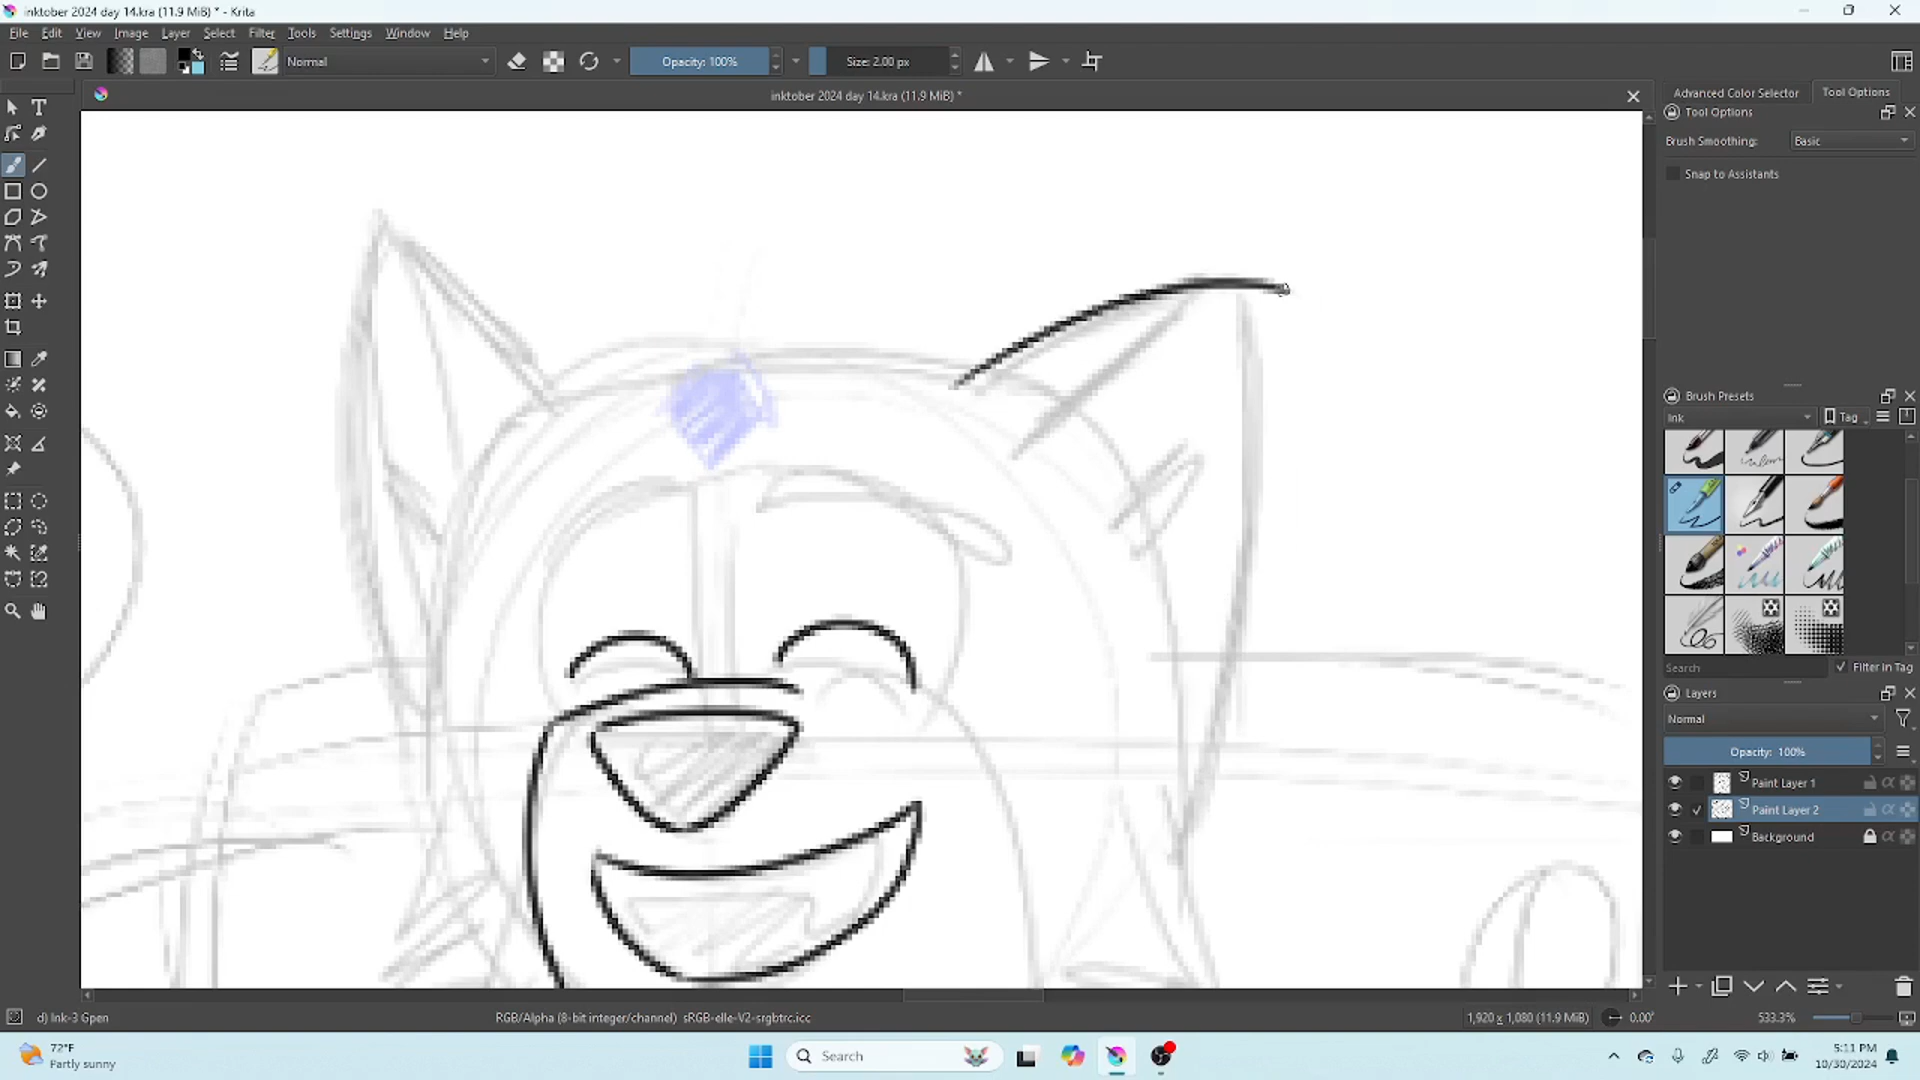 inktober 2024 day 14.kra (11.9 MiB) * - Krita
File Edit View Image Layer Select Filter Tools Settings Window Help
Normal
Opacity: 100%
Size: 2.00 px
inktober 2024 day 14.kra (11.9 MiB) *
Advanced Color Selector
Tool Options
Tool Options
Brush Smoothing:
Basic
Snap to Assistants
Brush Presets
Ink
Tag
Search
Filter in Tag
Layers
Normal
Opacity: 100%
Paint Layer 1
Paint Layer 2
Background
d) Ink-3 Gpen
RGB/Alpha (8-bit integer/channel) sRGB-elle-V2-srgbtrc.icc
1,920 x 1,080 (11.9 MiB)
0.00°
533.3%
72°F
Partly sunny
Search
5:11 PM
10/30/2024